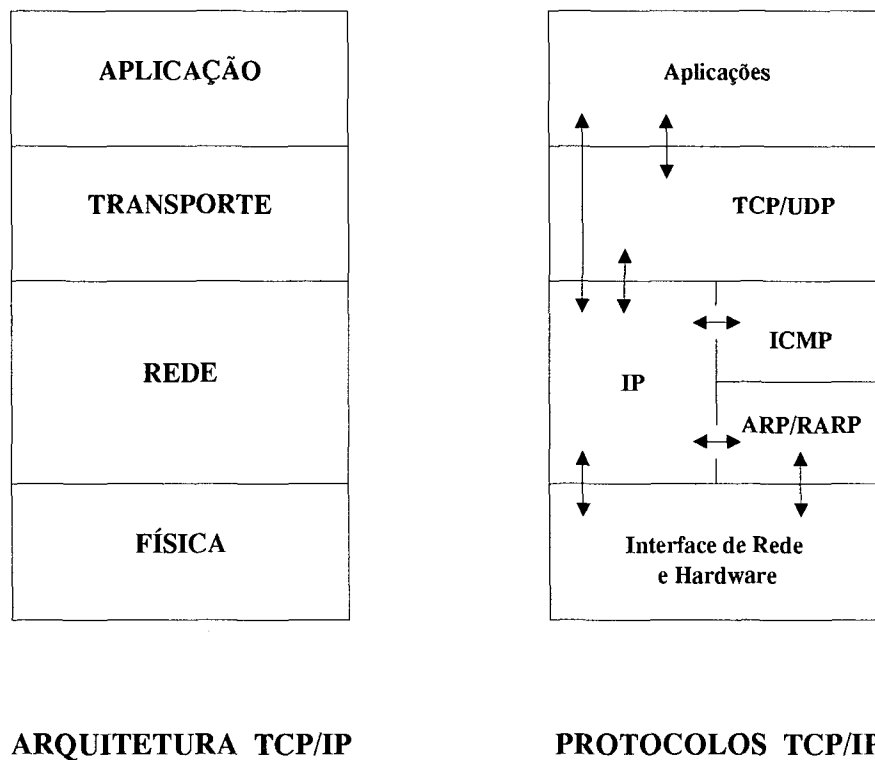 APLICAÇÃO
TRANSPORTE
REDE
FÍSICA
ARQUITETURA TCP/IP
Aplicações
TCP/UDP
IP
ICMP
ARP/RARP
Interface de Rede
e Hardware
PROTOCOLOS TCP/IP